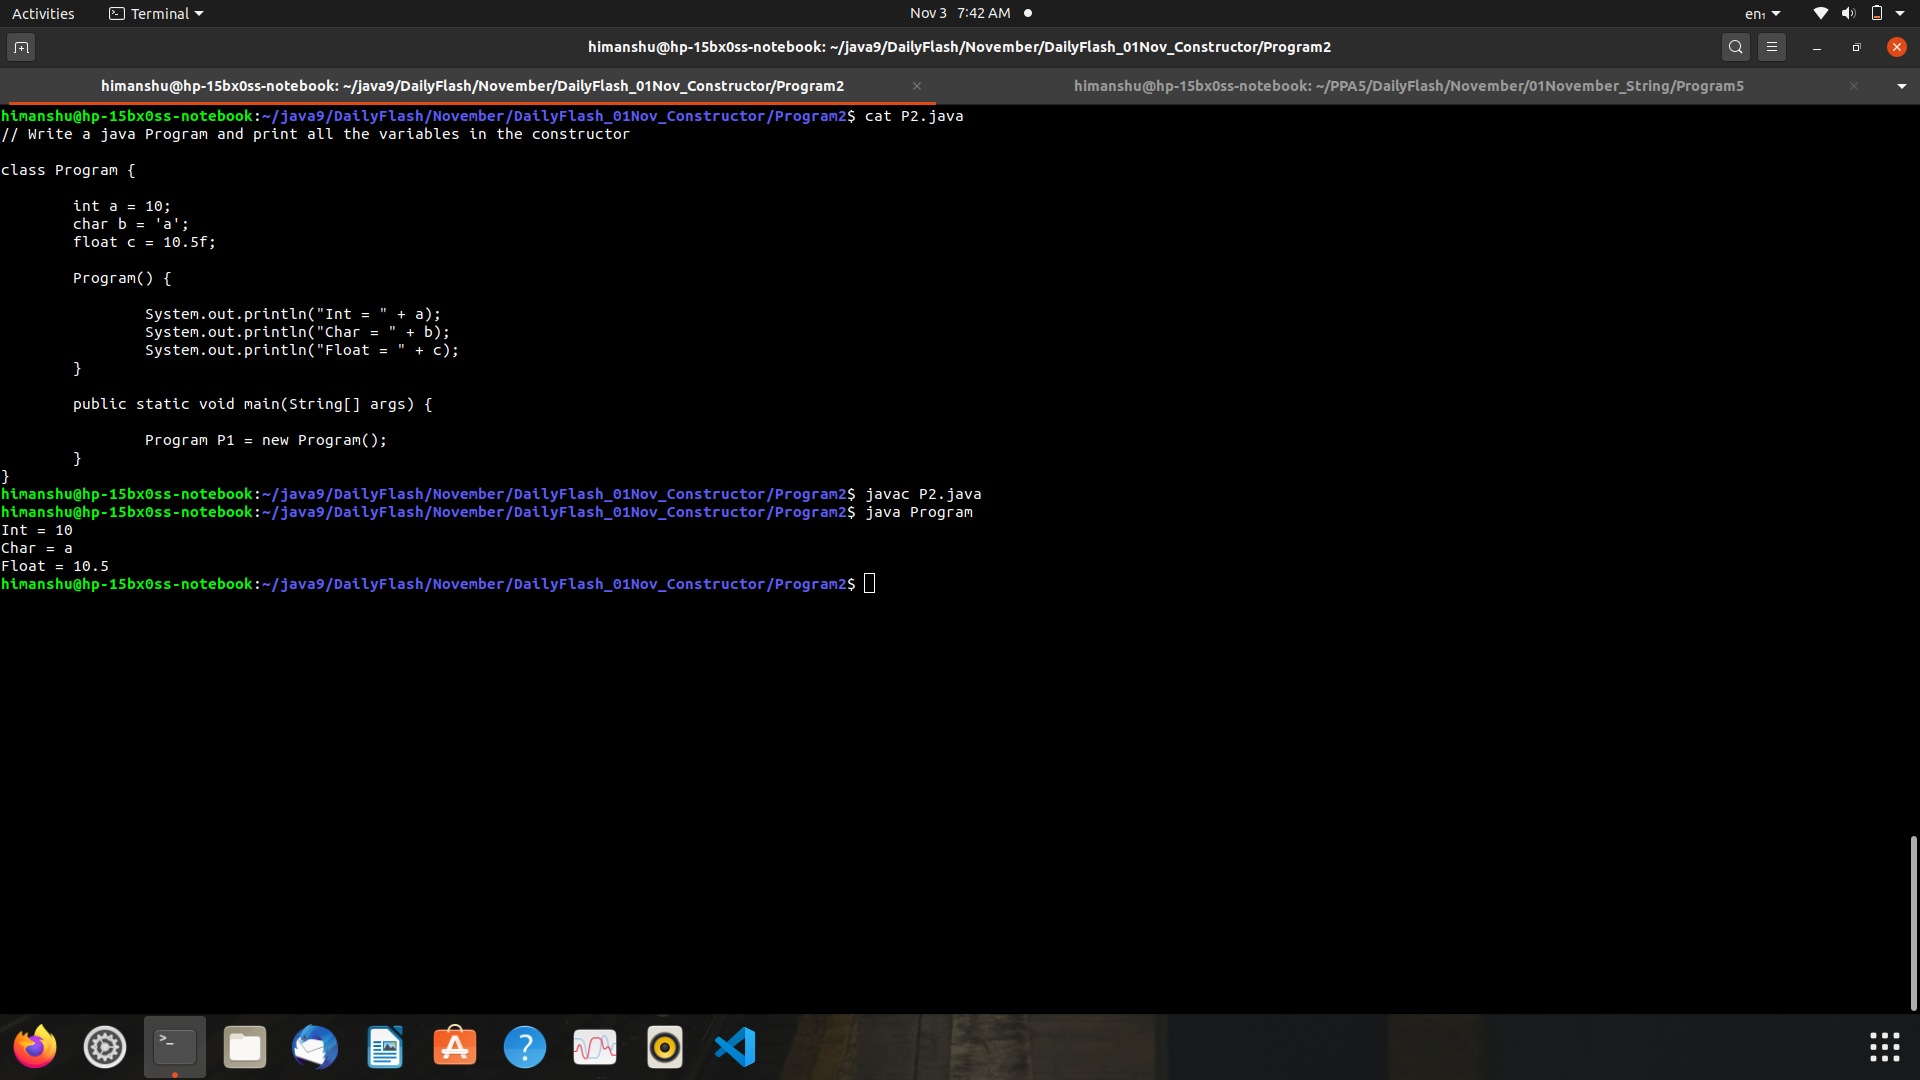 Activities Terminal Nov 3 7:42 AM en₁
himanshu@hp-15bx0ss-notebook: ~/java9/DailyFlash/November/DailyFlash_01Nov_Constructor/Program2
himanshu@hp-15bx0ss-notebook: ~/java9/DailyFlash/November/DailyFlash_01Nov_Constructor/Program2 himanshu@hp-15bx0ss-notebook: ~/PPA5/DailyFlash/November/01November_String/Program5
himanshu@hp-15bx0ss-notebook:~/java9/DailyFlash/November/DailyFlash_01Nov_Constructor/Program2$ cat P2.java
// Write a java Program and print all the variables in the constructor
class Program {
int a = 10;
char b = 'a';
float c = 10.5f;
Program() {
System.out.println("Int = " + a);
System.out.println("Char = " + b);
System.out.println("Float = " + c);
}
public static void main(String[] args) {
Program P1 = new Program();
}
}
himanshu@hp-15bx0ss-notebook:~/java9/DailyFlash/November/DailyFlash_01Nov_Constructor/Program2$ javac P2.java
himanshu@hp-15bx0ss-notebook:~/java9/DailyFlash/November/DailyFlash_01Nov_Constructor/Program2$ java Program
Int = 10
Char = a
Float = 10.5
himanshu@hp-15bx0ss-notebook:~/java9/DailyFlash/November/DailyFlash_01Nov_Constructor/Program2$